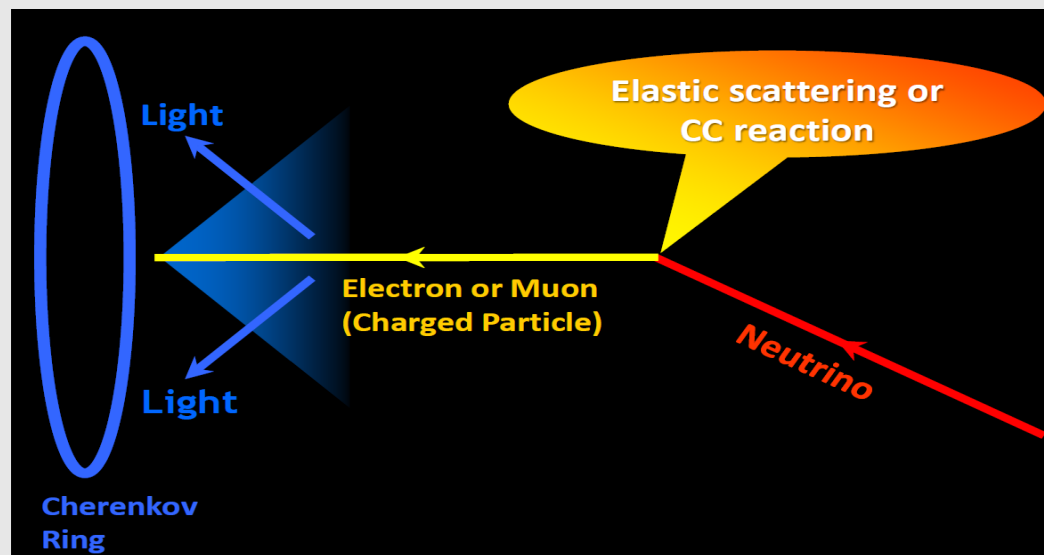 Elastic scattering or
CC reaction
Light
Electron or Muon
(Charged Particle)
Neutrino
Light
Cherenkov
Ring